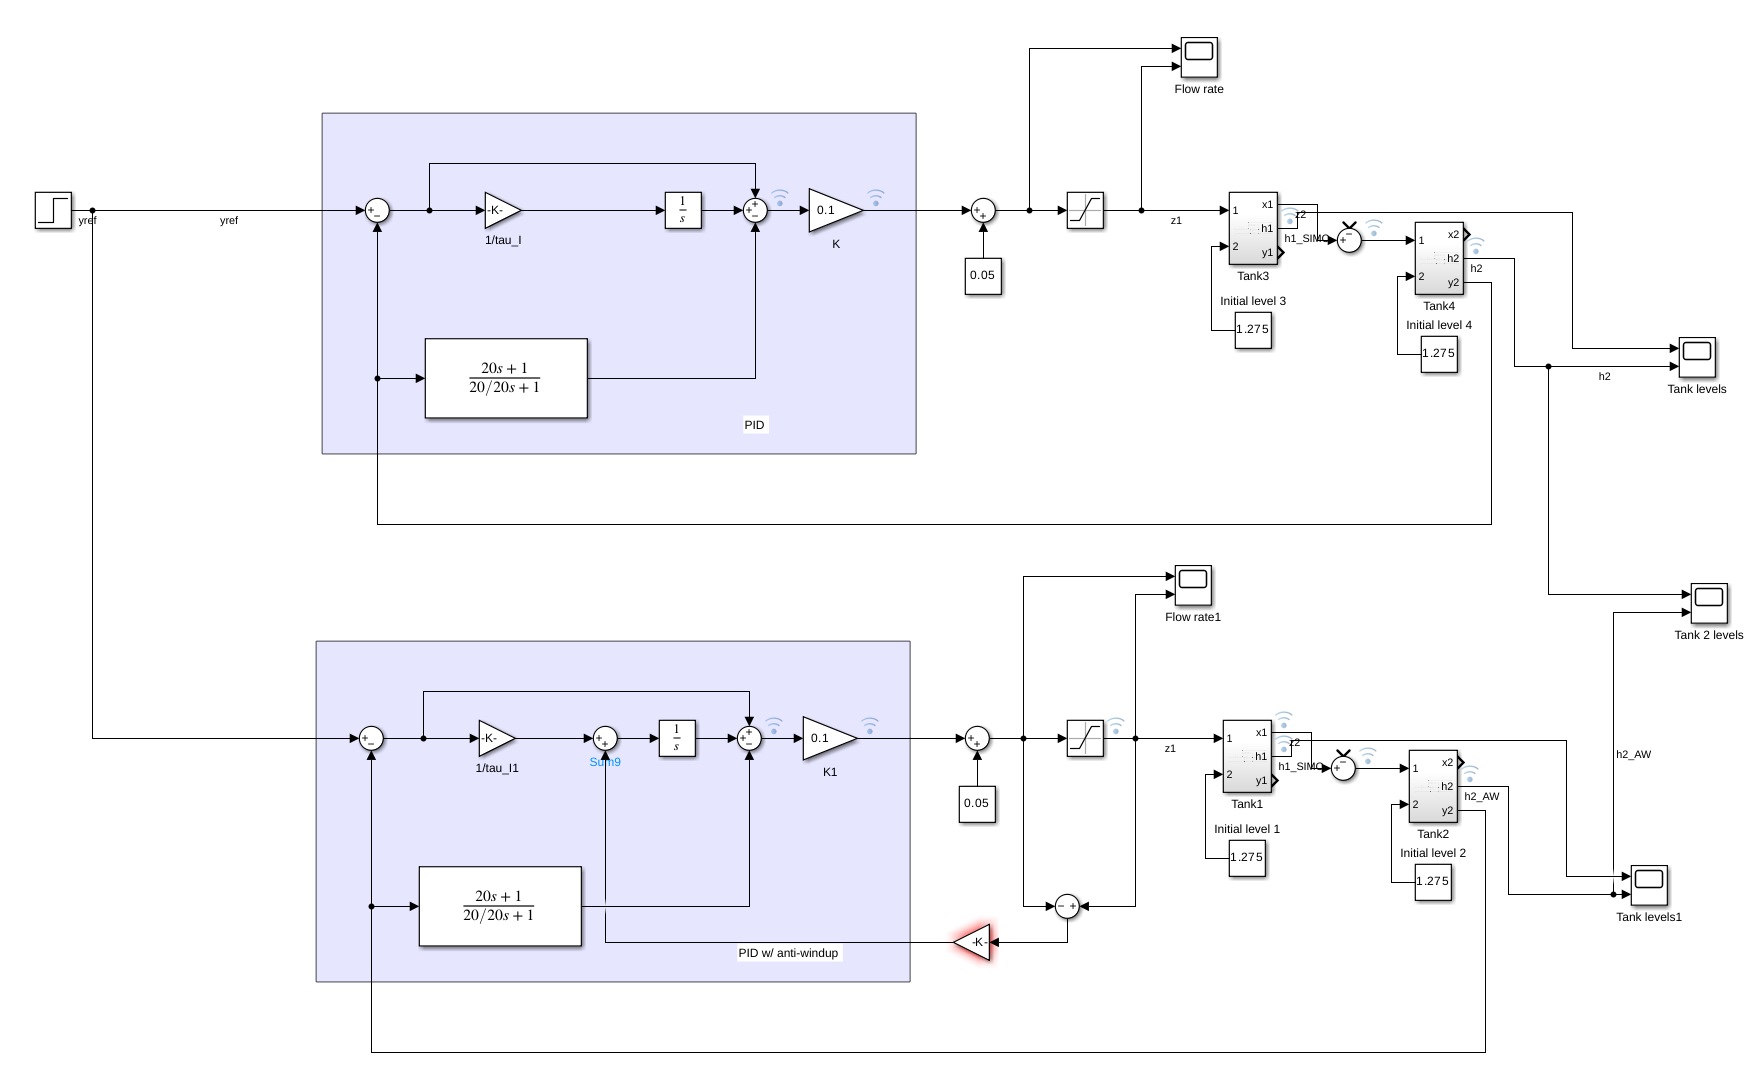 Flow rate
yref
yref
+
−
-K-
1/tau_I
1
s
+
+
−
0.1
K
+
+
0.05
z1
1
2
x1
h1
y1
Tank3
z2
h1_SIMO
−
+
1
2
x2
h2
y2
Tank4
h2
Initial level 3
1.275
Initial level 4
1.275
Tank levels
h2
20s + 1
20/20s + 1
PID
Flow rate1
Tank 2 levels
+
−
-K-
1/tau_I1
+
+
Sum9
1
s
+
+
−
0.1
K1
+
+
0.05
z1
1
2
x1
h1
y1
Tank1
z2
h1_SIMO
−
+
1
2
x2
h2
y2
Tank2
h2_AW
h2_AW
Initial level 1
1.275
Initial level 2
1.275
Tank levels1
20s + 1
20/20s + 1
− +
-K-
PID w/ anti-windup